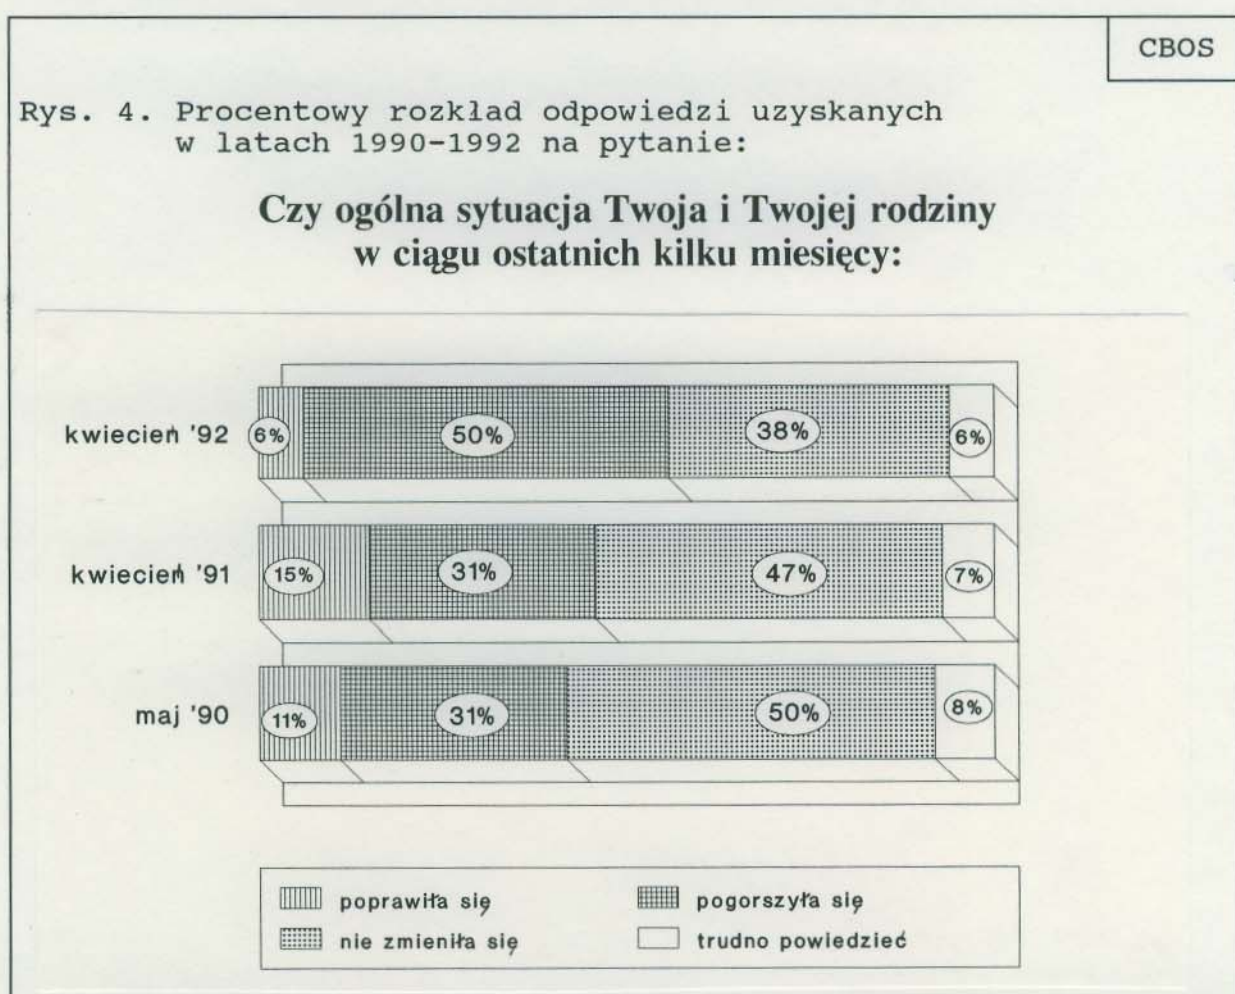 CBOS
Rys. 4. Procentowy rozkład odpowiedzi uzyskanych
w latach 1990-1992 na pytanie:
Czy ogólna sytuacja Twoja i Twojej rodziny
w ciągu ostatnich kilku miesięcy:
kwiecień '92 6% 50% 38% 6%
kwiecień '91 15% 31% 47% 7%
maj '90 11% 31% 50% 8%
poprawiła się pogorszyła się
nie zmieniła się trudno powiedzieć